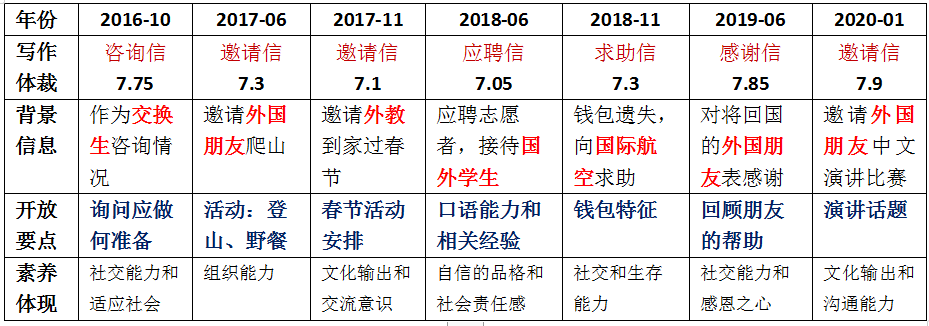 年份 2016-10 2017-06 2017-11 2018-06 2018-11 2019-06 2020-01
写作 咨询信 邀请信 邀请信 应聘信 求助信 感谢信 邀请信
体裁 7.75 7.3 7.1 7.05 7.3 7.85 7.9
背景 作为交换 邀请外国 邀请外教 应聘志愿 钱包遗失， 对将回国 邀请外国
信息 生咨询情 朋友爬山 到家过春 者，接待国 向国际航 的外国朋 朋友中文
况 节 外学生 空求助 友表感谢 演讲比赛
开放 询问应做 活动：登 春节活动 口语能力和 钱包特征 回顾朋友 演讲话题
要点 何准备 山、野餐 安排 相关经验 的帮助
素养 社交能力和 组织能力 文化输出和 自信的品格和 社交和生存 社交能力和 文化输出和
体现 适应社会 交流意识 社会责任感 能力 感恩之心 沟通能力